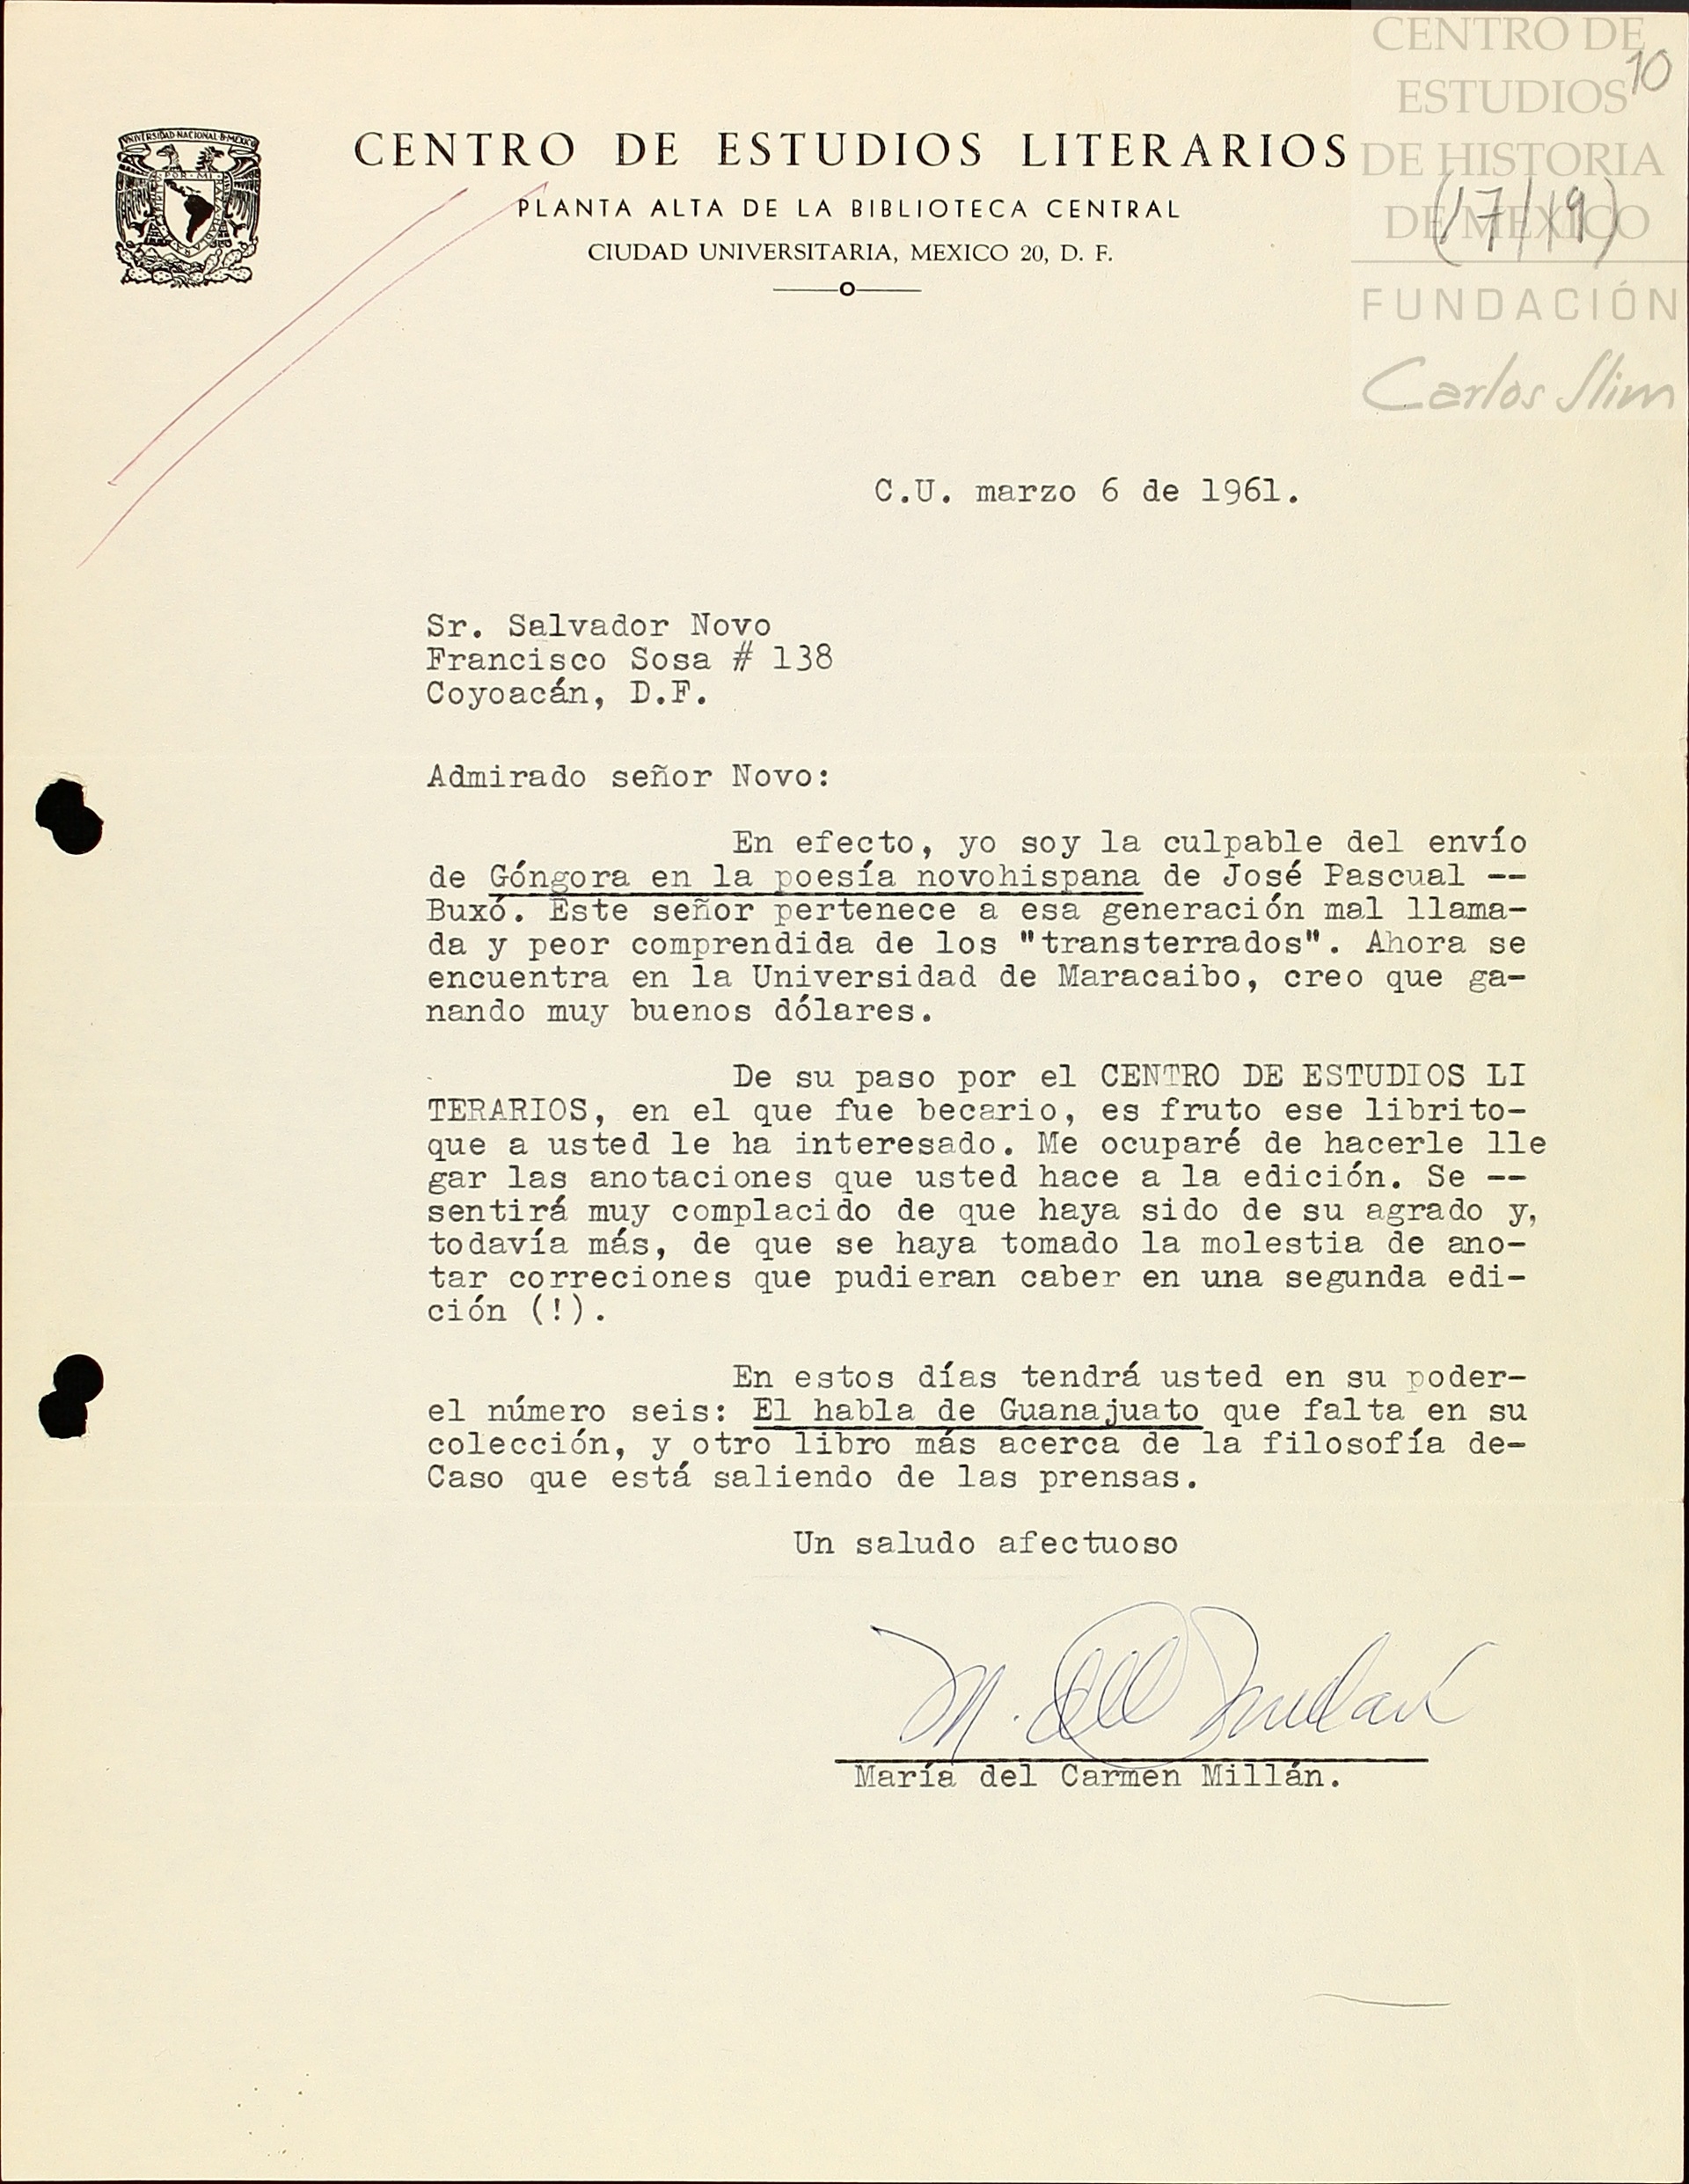 CENTRO DE
ESTUDIOS
DE HISTORIA
DE MEXICO
FUNDACIÓN
Carlos Slim
10
(17/19)
UNIVERSIDAD NACIONAL DE MEXICO
POR MI
CENTRO DE ESTUDIOS LITERARIOS
PLANTA ALTA DE LA BIBLIOTECA CENTRAL
CIUDAD UNIVERSITARIA, MEXICO 20, D. F.
C.U. marzo 6 de 1961.
Sr. Salvador Novo
Francisco Sosa # 138
Coyoacán, D.F.
Admirado señor Novo:
En efecto, yo soy la culpable del envío
de Góngora en la poesía novohispana de José Pascual --
Buxó. Este señor pertenece a esa generación mal llama-
da y peor comprendida de los "transterrados". Ahora se
encuentra en la Universidad de Maracaibo, creo que ga-
nando muy buenos dólares.
De su paso por el CENTRO DE ESTUDIOS LI
TERARIOS, en el que fue becario, es fruto ese librito-
que a usted le ha interesado. Me ocuparé de hacerle lle
gar las anotaciones que usted hace a la edición. Se --
sentirá muy complacido de que haya sido de su agrado y,
todavía más, de que se haya tomado la molestia de ano-
tar correciones que pudieran caber en una segunda edi-
ción (!).
En estos días tendrá usted en su poder-
el número seis: El habla de Guanajuato que falta en su
colección, y otro libro más acerca de la filosofía de-
Caso que está saliendo de las prensas.
Un saludo afectuoso
M. del C Millán
María del Carmen Millán.